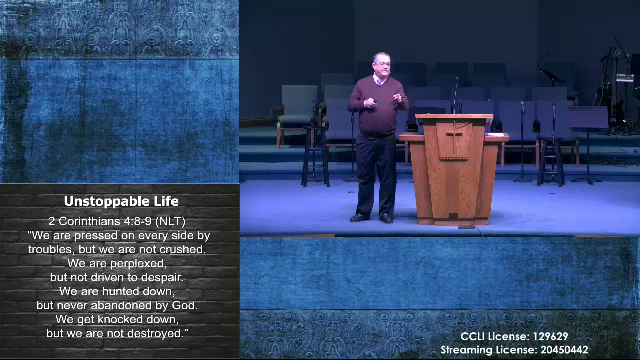 Unstoppable Life
2 Corinthians 4:8-9 (NLT)
"We are pressed on every side by
troubles, but we are not crushed.
We are perplexed,
but not driven to despair.
We are hunted down,
but never abandoned by God.
We get knocked down,
but we are not destroyed."
CCLI License: 129629
Streaming License: 20450442